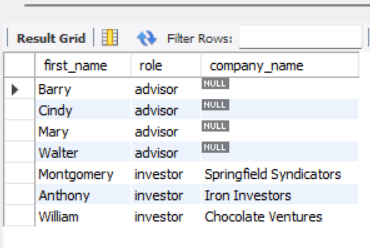 Result Grid Filter Rows:
first_name role company_name
Barry advisor NULL
Cindy advisor NULL
Mary advisor NULL
Walter advisor NULL
Montgomery investor Springfield Syndicators
Anthony investor Iron Investors
William investor Chocolate Ventures